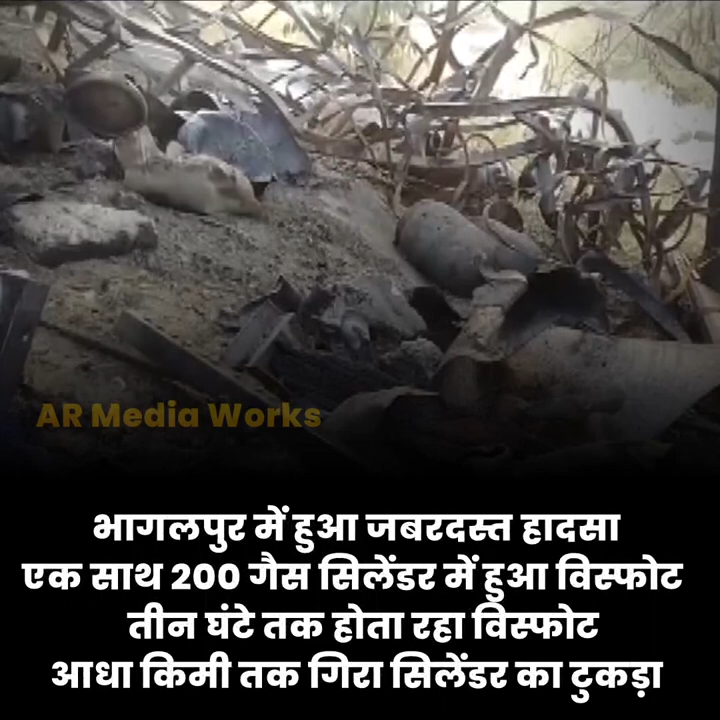 AR Media Works
भागलपुर में हुआ जबरदस्त हादसा
एक साथ 200 गैस सिलेंडर में हुआ विस्फोट
तीन घंटे तक होता रहा विस्फोट
आधा किमी तक गिरा सिलेंडर का टुकड़ा